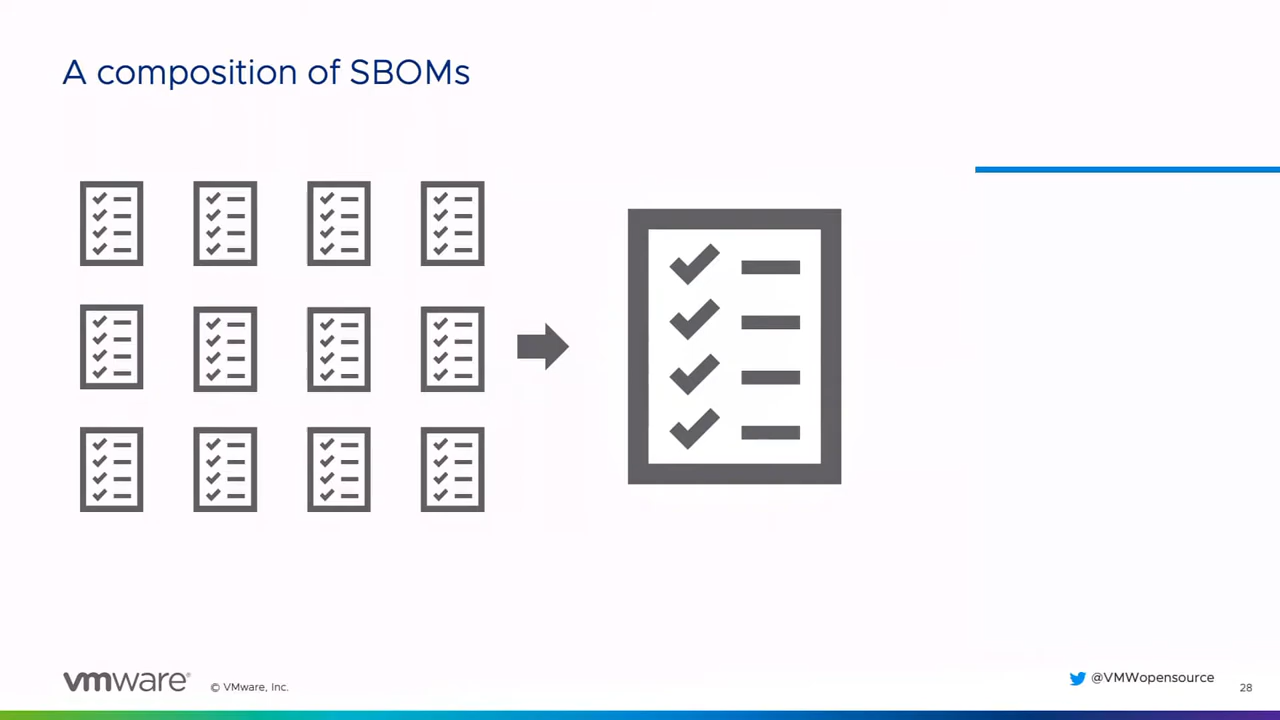 A composition of SBOMs
vmware®
© VMware, Inc.
@VMWopensource
28